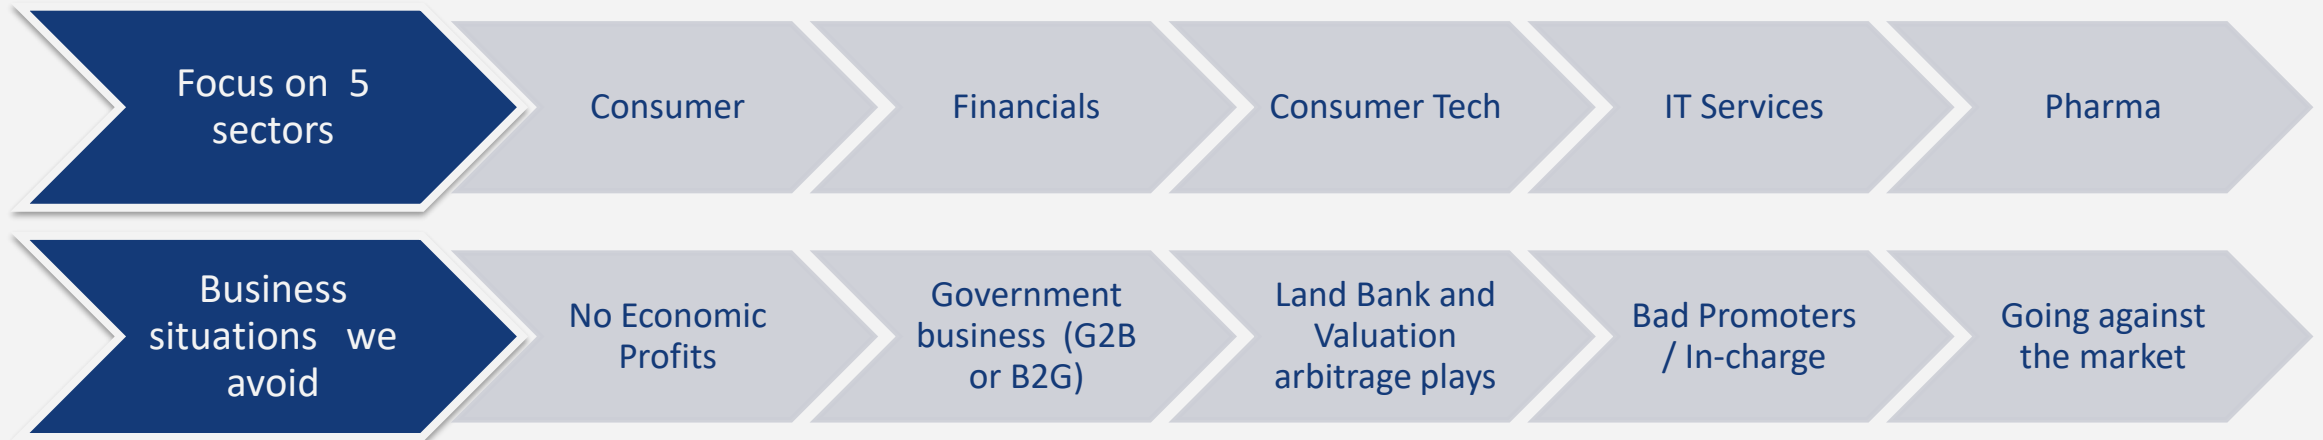 Focus on 5
sectors
Consumer
Financials
Consumer Tech
IT Services
Pharma
Business
situations we
avoid
No Economic
Profits
Government
business (G2B
or B2G)
Land Bank and
Valuation
arbitrage plays
Bad Promoters
/ In-charge
Going against
the market